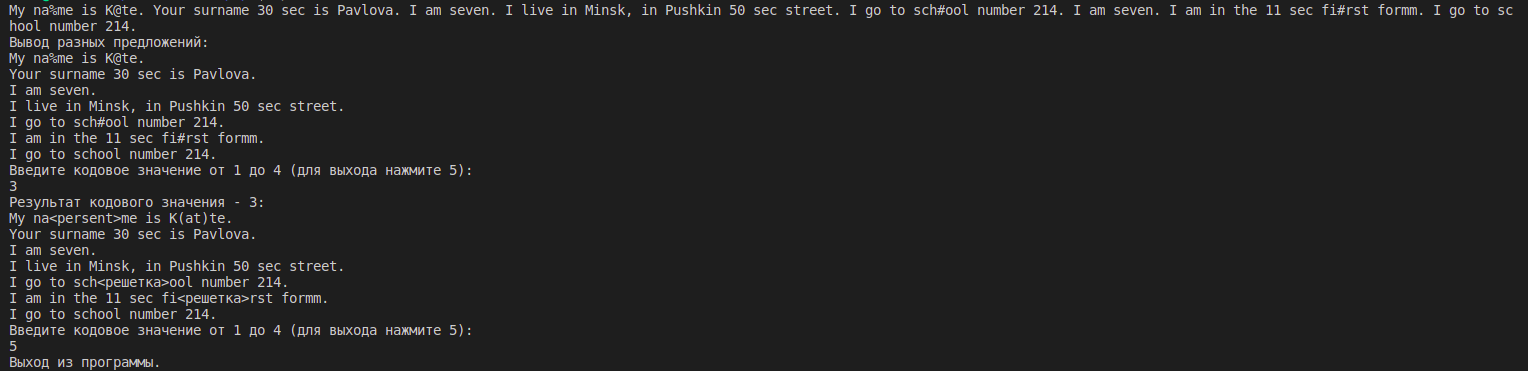 My na%me is K@te. Your surname 30 sec is Pavlova. I am seven. I live in Minsk, in Pushkin 50 sec street. I go to sch#ool number 214. I am seven. I am in the 11 sec fi#rst formm. I go to sc
hool number 214.
Вывод разных предложений:
My na%me is K@te.
Your surname 30 sec is Pavlova.
I am seven.
I live in Minsk, in Pushkin 50 sec street.
I go to sch#ool number 214.
I am in the 11 sec fi#rst formm.
I go to school number 214.
Введите кодовое значение от 1 до 4 (для выхода нажмите 5):
3
Результат кодового значения - 3:
My na<persent>me is K(at)te.
Your surname 30 sec is Pavlova.
I am seven.
I live in Minsk, in Pushkin 50 sec street.
I go to sch<решетка>ool number 214.
I am in the 11 sec fi<решетка>rst formm.
I go to school number 214.
Введите кодовое значение от 1 до 4 (для выхода нажмите 5):
5
Выход из программы.